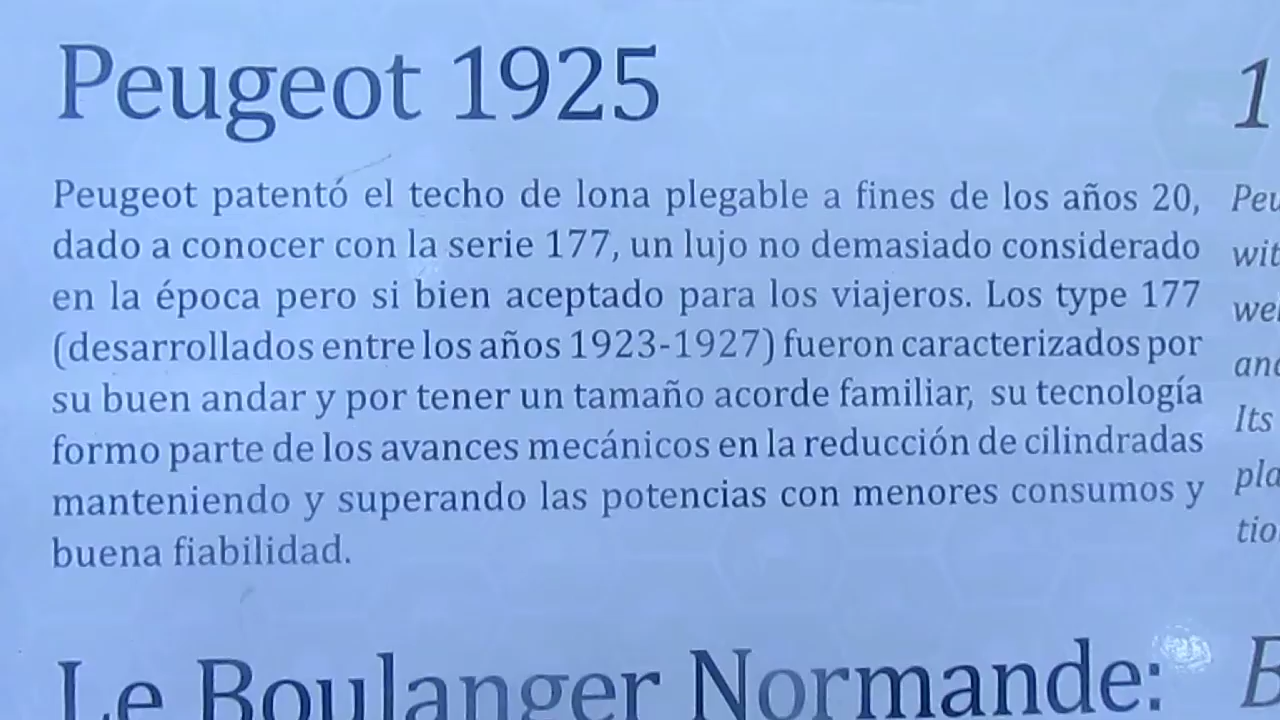 Peugeot 1925
Peugeot patentó el techo de lona plegable a fines de los años 20,
dado a conocer con la serie 177, un lujo no demasiado considerado
en la época pero si bien aceptado para los viajeros. Los type 177
(desarrollados entre los años 1923-1927) fueron caracterizados por
su buen andar y por tener un tamaño acorde familiar, su tecnología
formo parte de los avances mecánicos en la reducción de cilindradas
manteniendo y superando las potencias con menores consumos y
buena fiabilidad.
Le Boulanger Normande:
1
Its